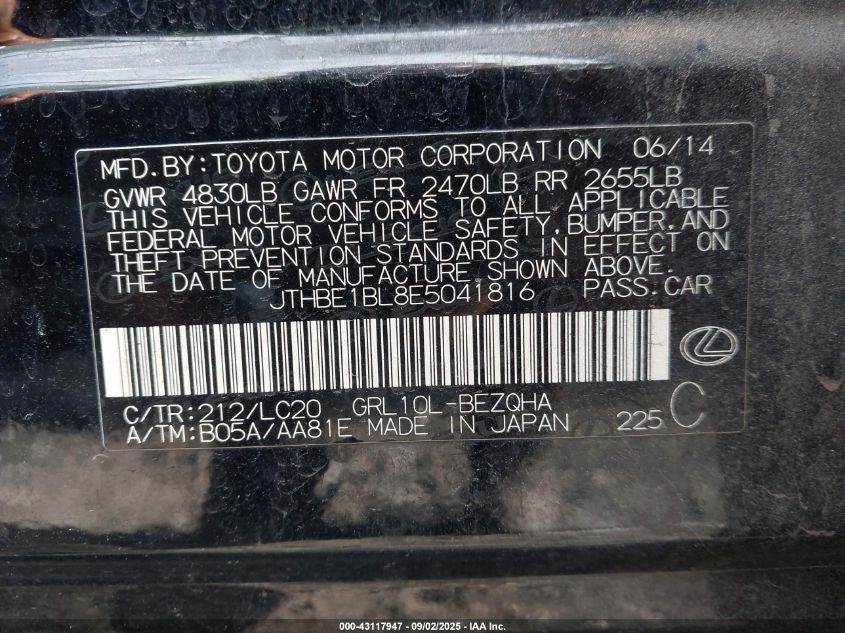 MFD.BY:TOYOTA MOTOR CORPORATION 06/14
GVWR 4830LB GAWR FR 2470LB RR 2655LB
THIS VEHICLE CONFORMS TO ALL APPLICABLE
FEDERAL MOTOR VEHICLE SAFETY,BUMPER,AND
THEFT PREVENTION STANDARDS IN EFFECT ON
THE DATE OF MANUFACTURE SHOWN ABOVE.
JTHBE1BL8E5041816 PASS.CAR
C/TR:212/LC20 GRL10L-BEZQHA
A/TM:B05A/AA81E MADE IN JAPAN 225 C
000-43117947 - 09/02/2025 - IAA Inc.